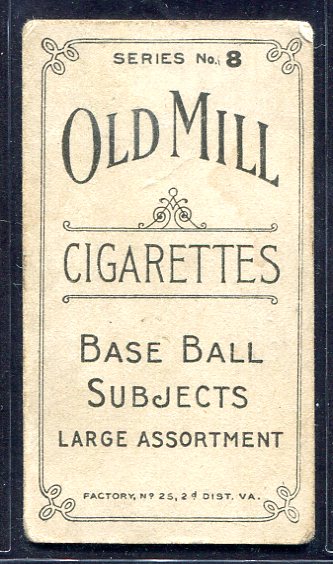 SERIES No. 8
OLD MILL
CIGARETTES
BASE BALL
SUBJECTS
LARGE ASSORTMENT
FACTORY, Nº 25, 2d DIST. VA.